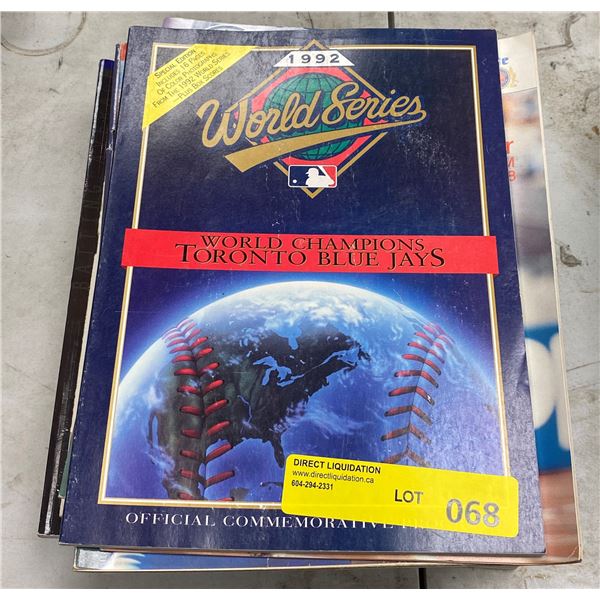 SPECIAL EDITION
INCLUDES 16 PAGES
OF COLOR PHOTOGRAPHS
FROM THE 1992 WORLD SERIES
PLUS BOX SCORES
1992
World Series
WORLD CHAMPIONS
TORONTO BLUE JAYS
DIRECT LIQUIDATION
www.directliquidation.ca
604-294-2331
LOT
068
OFFICIAL COMMEMORATIVE